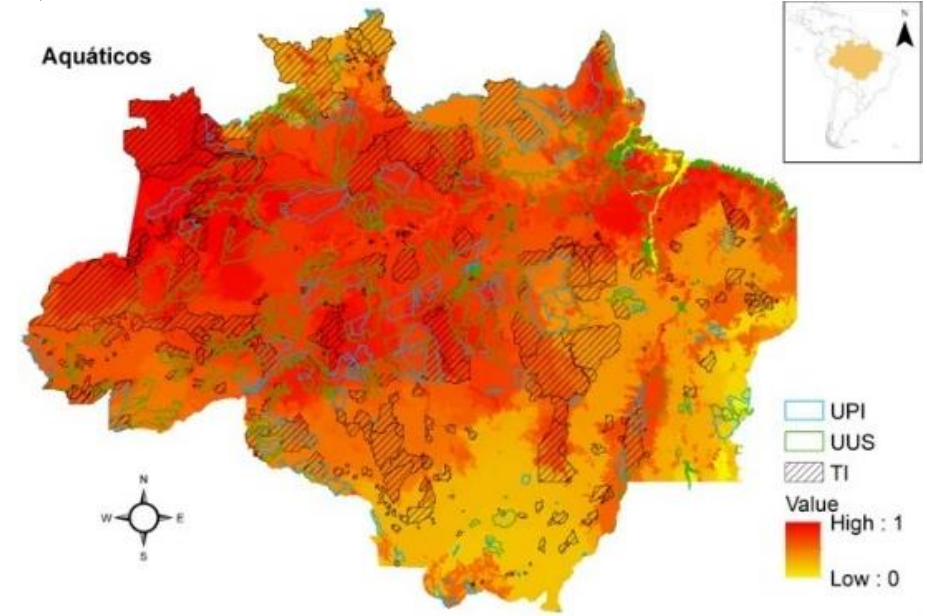 Aquáticos
N
UPI
UUS
TI
Value
High : 1
Low : 0
N
W
E
S